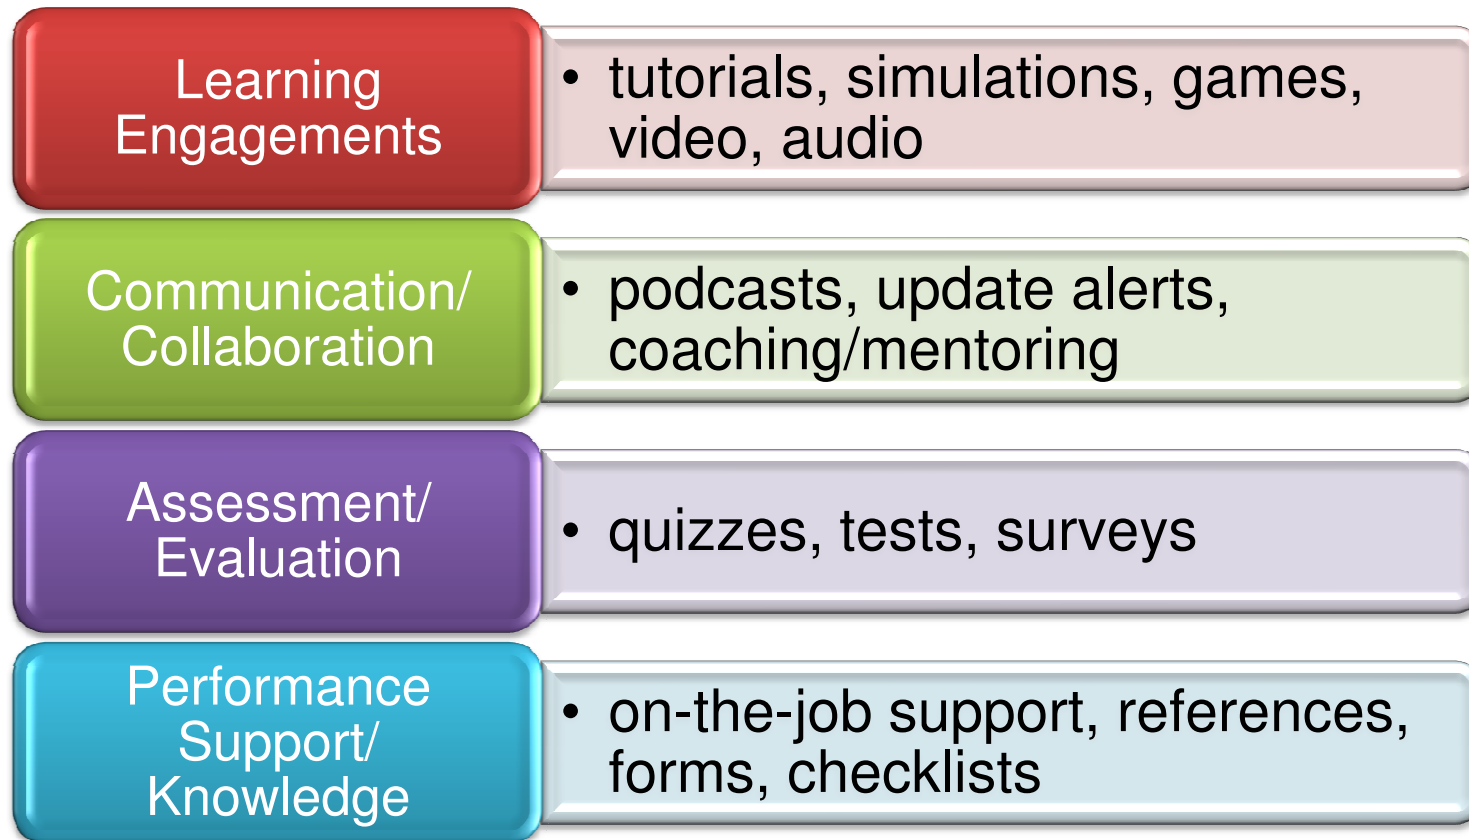 Learning
Engagements
• tutorials, simulations, games,
video, audio
Communication/
Collaboration
• podcasts, update alerts,
coaching/mentoring
Assessment/
Evaluation
• quizzes, tests, surveys
Performance
Support/
Knowledge
• on-the-job support, references,
forms, checklists